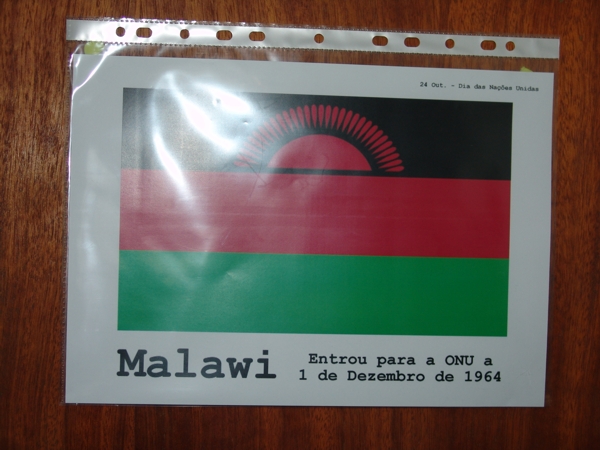 24 Out. - Dia das Nações Unidas
Malawi
Entrou para a ONU a
1 de Dezembro de 1964